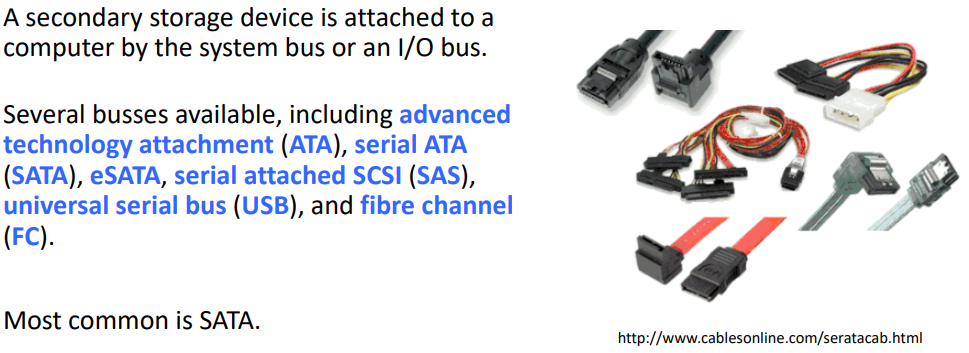 A secondary storage device is attached to a
computer by the system bus or an I/O bus.
Several busses available, including advanced
technology attachment (ATA), serial ATA
(SATA), eSATA, serial attached SCSI (SAS),
universal serial bus (USB), and fibre channel
(FC).
Most common is SATA.
http://www.cablesonline.com/seratacab.html